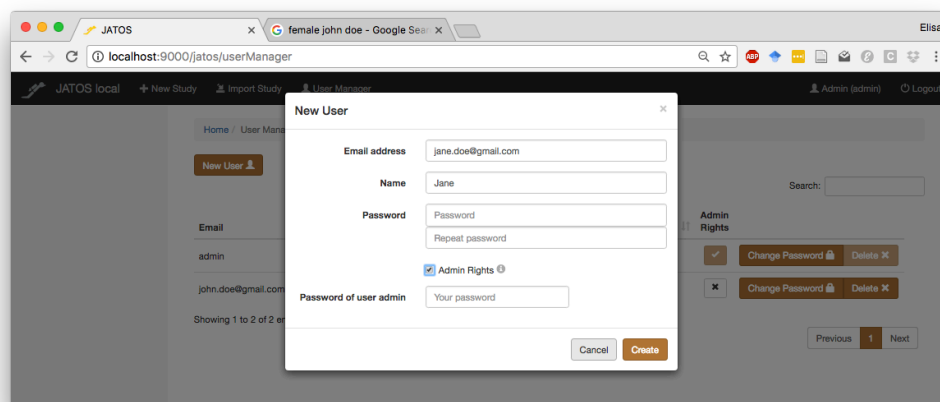 JATOS
female john doe - Google Sear
Elisa
localhost:9000/jatos/userManager
ABP
JATOS local
New Study
Import Study
User Manager
Admin (admin)
Logout
New User
Home / User Mana
Email address
jane.doe@gmail.com
New User
Name
Jane
Search:
Password
Password
Repeat password
Email
Admin
Rights
admin
Admin Rights
Change Password
Delete
john.doe@gmail.com
Password of user admin
Your password
Change Password
Delete
Showing 1 to 2 of 2 en
Previous 1 Next
Cancel
Create